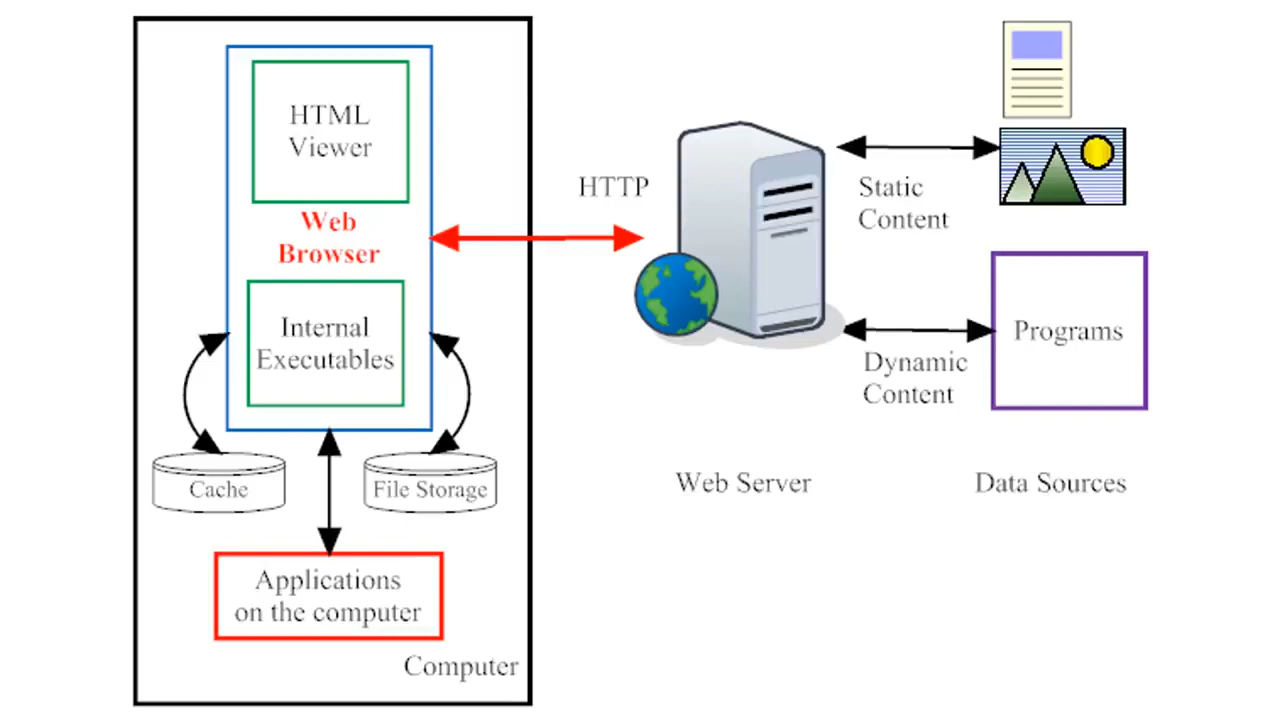 HTML
Viewer
Web
Browser
Internal
Executables
Cache
File Storage
Applications
on the computer
Computer
HTTP
Static
Content
Dynamic
Content
Programs
Web Server
Data Sources